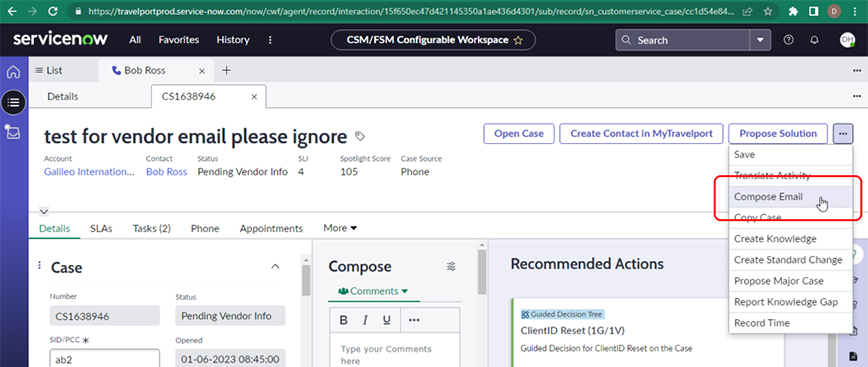 https://travelportprod.service-now.com/now/cwf/agent/record/interaction/15f650ec47d421145350a1ae436d4301/sub/record/sn_customerservice_case/cc1d54e84...
D
servicenow
All Favorites History
CSM/FSM Configurable Workspace
Search
DH
List
Bob Ross
Details
CS1638946
test for vendor email please ignore
Open Case
Create Contact in MyTravelport
Propose Solution
Account
Galileo Internation...
Contact
Bob Ross
Status
Pending Vendor Info
SLI
4
Spotlight Score
105
Case Source
Phone
Save
Translate Activity
Compose Email
Copy Case
Create Knowledge
Create Standard Change
Propose Major Case
Report Knowledge Gap
Record Time
Details SLAs Tasks (2) Phone Appointments More
Case
Number
CS1638946
Status
Pending Vendor Info
SID/PCC *
ab2
Opened
01-06-2023 08:45:00
Compose
Comments
B I U ...
Type your Comments
here
Recommended Actions
Guided Decision Tree
ClientID Reset (1G/1V)
Guided Decision for ClientID Reset on the Case